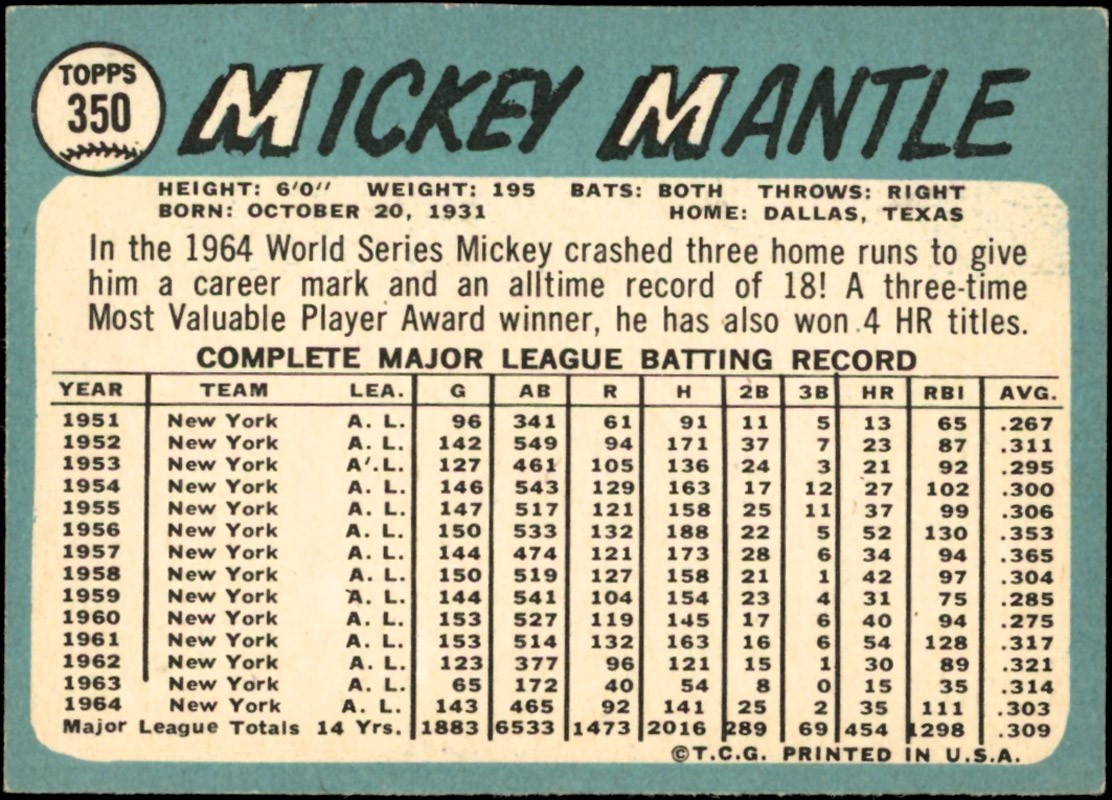 TOPPS
350
MICKEY MANTLE
HEIGHT: 6'0" WEIGHT: 195 BATS: BOTH THROWS: RIGHT
BORN: OCTOBER 20, 1931 HOME: DALLAS, TEXAS
In the 1964 World Series Mickey crashed three home runs to give
him a career mark and an alltime record of 18! A three-time
Most Valuable Player Award winner, he has also won 4 HR titles.
COMPLETE MAJOR LEAGUE BATTING RECORD
YEAR TEAM LEA. G AB R H 2B 3B HR RBI AVG.
1951 New York A. L. 96 341 61 91 11 5 13 65 .267
1952 New York A. L. 142 549 94 171 37 7 23 87 .311
1953 New York A. L. 127 461 105 136 24 3 21 92 .295
1954 New York A. L. 146 543 129 163 17 12 27 102 .300
1955 New York A. L. 147 517 121 158 25 11 37 99 .306
1956 New York A. L. 150 533 132 188 22 5 52 130 .353
1957 New York A. L. 144 474 121 173 28 6 34 94 .365
1958 New York A. L. 150 519 127 158 21 1 42 97 .304
1959 New York A. L. 144 541 104 154 23 4 31 75 .285
1960 New York A. L. 153 527 119 145 17 6 40 94 .275
1961 New York A. L. 153 514 132 163 16 6 54 128 .317
1962 New York A. L. 123 377 96 121 15 1 30 89 .321
1963 New York A. L. 65 172 40 54 8 0 15 35 .314
1964 New York A. L. 143 465 92 141 25 2 35 111 .303
Major League Totals 14 Yrs. 1883 6533 1473 2016 289 69 454 1298 .309
©T.C.G. PRINTED IN U.S.A.